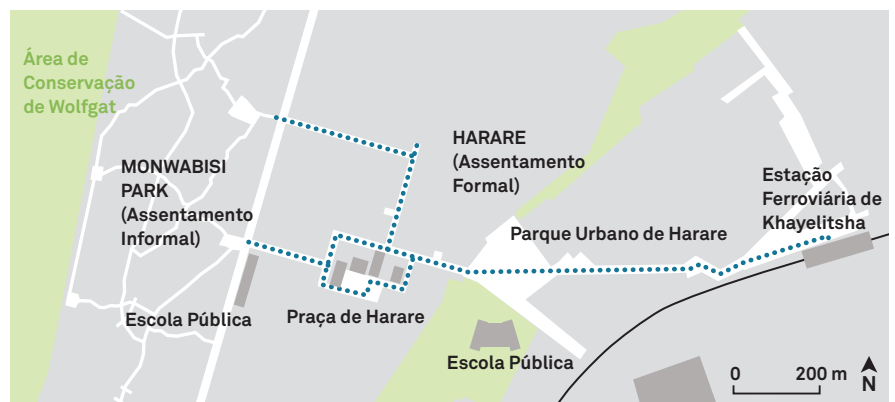 Área de
Conservação
de Wolfgat
MONWABISI
PARK
(Assentamento
Informal)
HARARE
(Assentamento
Formal)
Estação
Ferroviária de
Khayelitsha
Parque Urbano de Harare
Escola Pública
Praça de Harare
Escola Pública
0 200 m
N